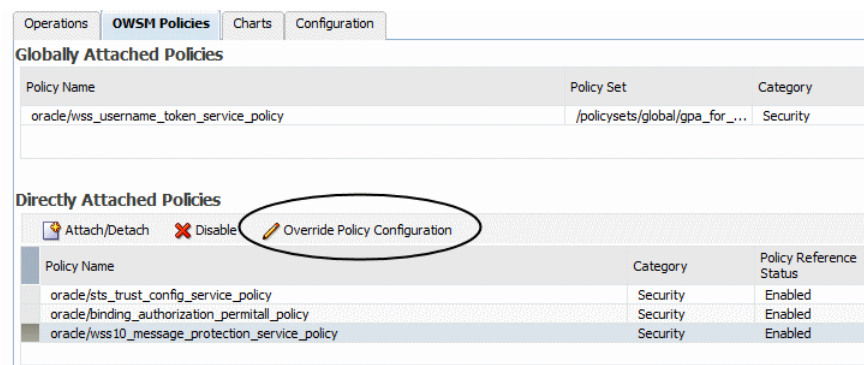 Operations OWSM Policies Charts Configuration
Globally Attached Policies
Policy Name Policy Set Category
oracle/wss_username_token_service_policy /policysets/global/gpa_for_... Security
Directly Attached Policies
Attach/Detach Disable Override Policy Configuration
Policy Name Category Policy Reference Status
oracle/sts_trust_config_service_policy Security Enabled
oracle/binding_authorization_permitall_policy Security Enabled
oracle/wss10_message_protection_service_policy Security Enabled